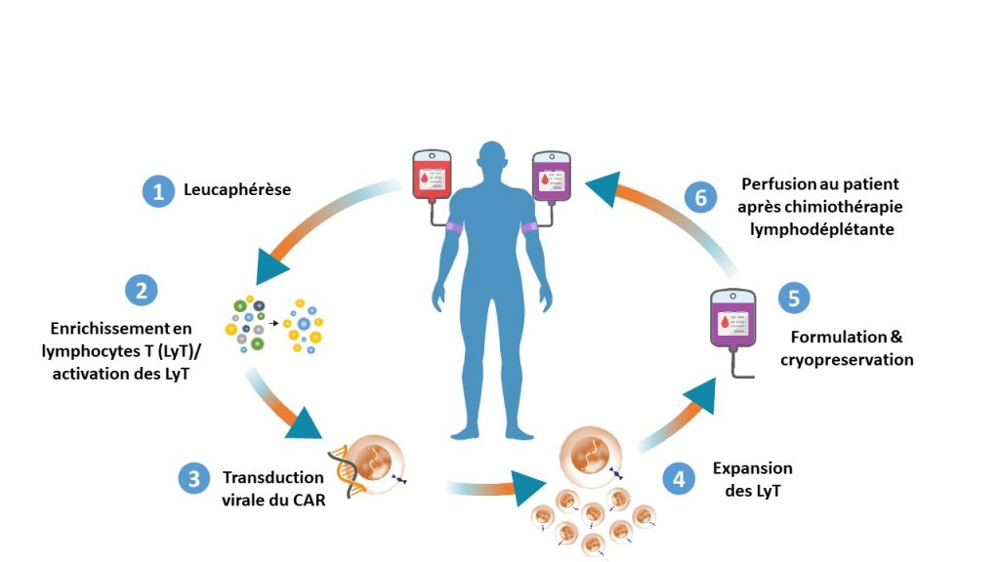 1
Leucaphérèse
2
Enrichissement en
lymphocytes T (LyT)/
activation des LyT
3
Transduction
virale du CAR
4
Expansion
des LyT
5
Formulation &
cryopreservation
6
Perfusion au patient
après chimiothérapie
lymphodéplétante